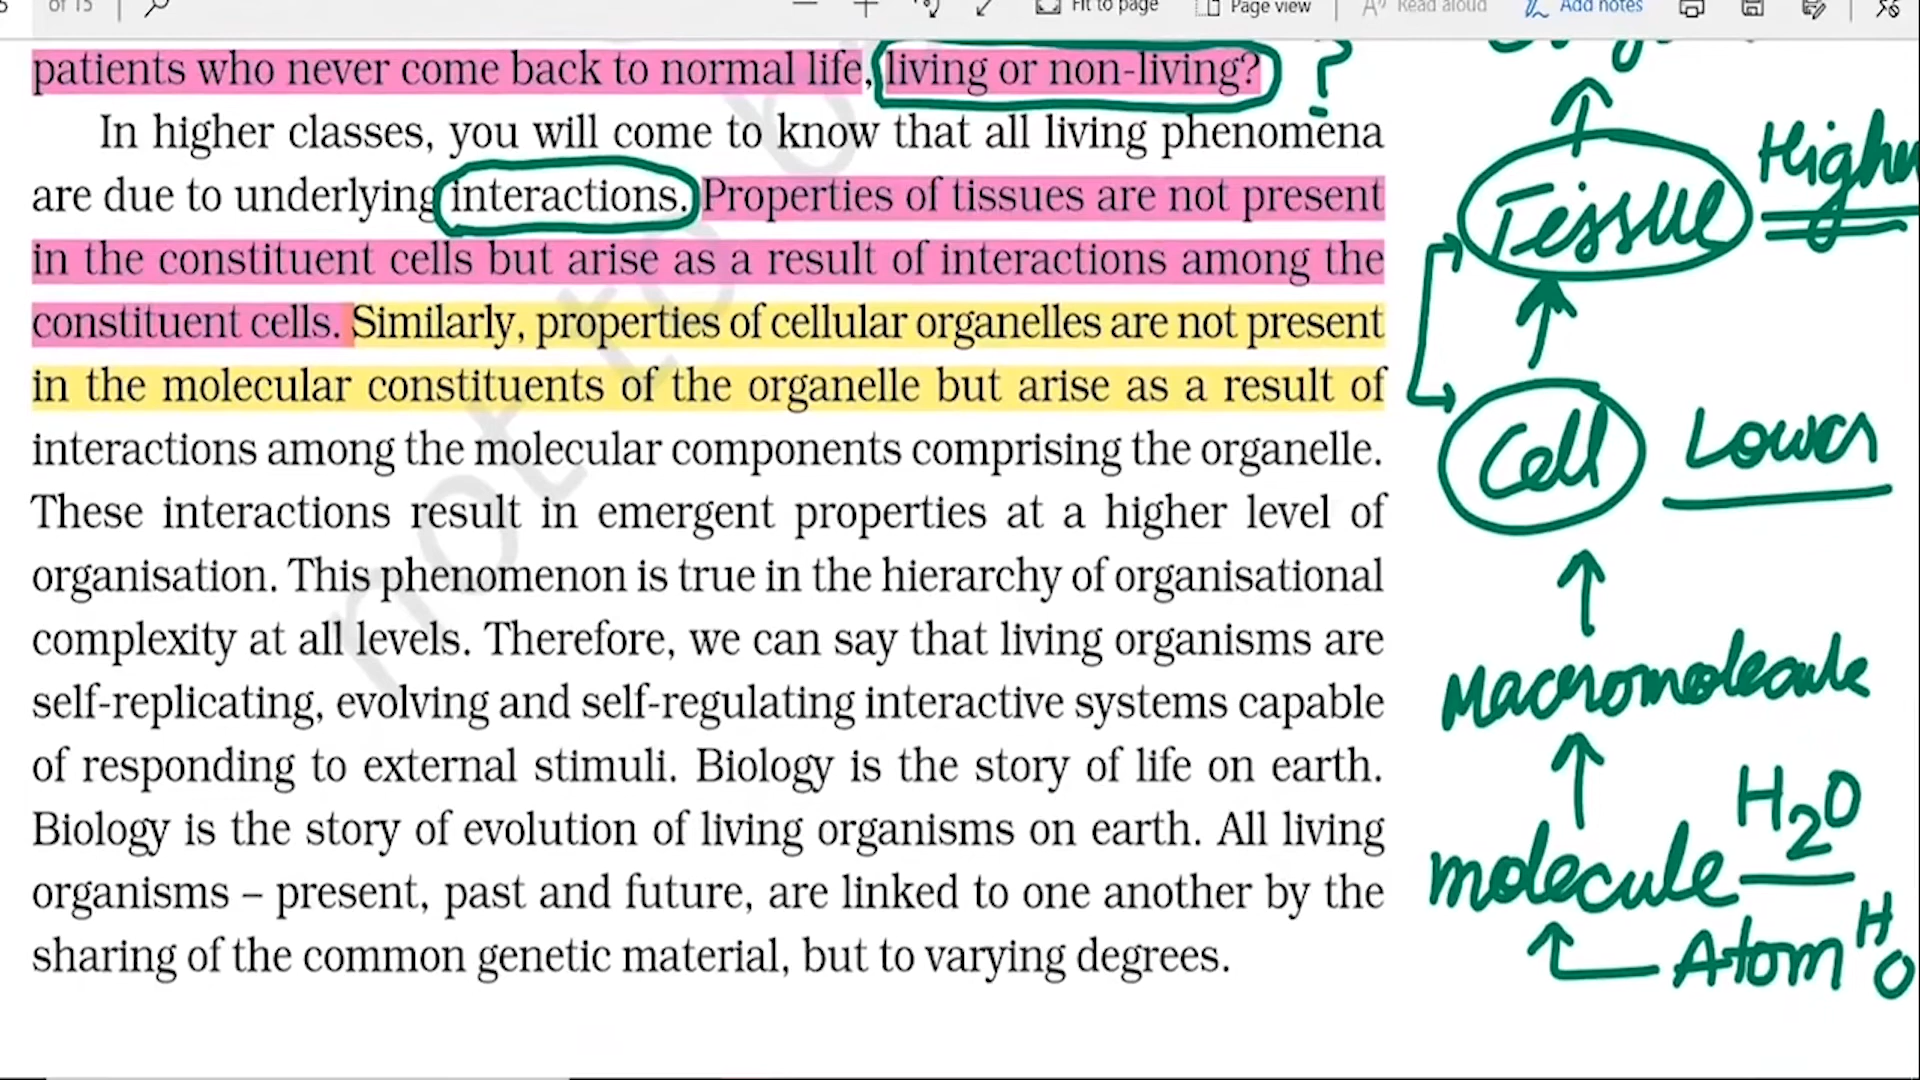 of 15
Fit to page
Page view
Read aloud
Add notes
patients who never come back to normal life, living or non-living? ?
In higher classes, you will come to know that all living phenomena
are due to underlying interactions. Properties of tissues are not present
in the constituent cells but arise as a result of interactions among the
constituent cells. Similarly, properties of cellular organelles are not present
in the molecular constituents of the organelle but arise as a result of
interactions among the molecular components comprising the organelle.
These interactions result in emergent properties at a higher level of
organisation. This phenomenon is true in the hierarchy of organisational
complexity at all levels. Therefore, we can say that living organisms are
self-replicating, evolving and self-regulating interactive systems capable
of responding to external stimuli. Biology is the story of life on earth.
Biology is the story of evolution of living organisms on earth. All living
organisms – present, past and future, are linked to one another by the
sharing of the common genetic material, but to varying degrees.
Tissue Higher
Cell Lower
Macromolecule
molecule H2O
Atom H
O
not to b